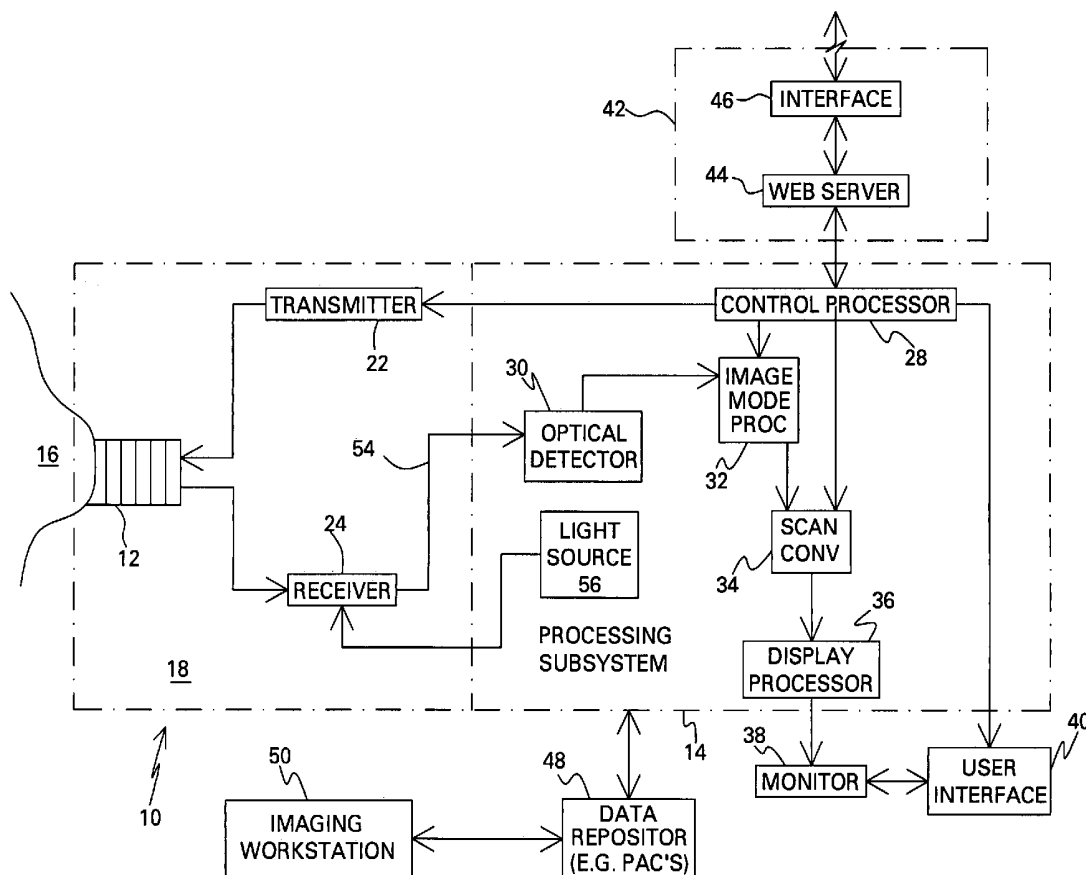 46
INTERFACE
42
44
WEB SERVER
TRANSMITTER
22
CONTROL PROCESSOR
28
30
OPTICAL
DETECTOR
IMAGE
MODE
PROC
32
54
16
12
24
RECEIVER
LIGHT
SOURCE
56
SCAN
CONV
34
PROCESSING
SUBSYSTEM
36
DISPLAY
PROCESSOR
18
10
14
38
MONITOR
40
USER
INTERFACE
50
IMAGING
WORKSTATION
48
DATA
REPOSITOR
(E.G. PAC'S)